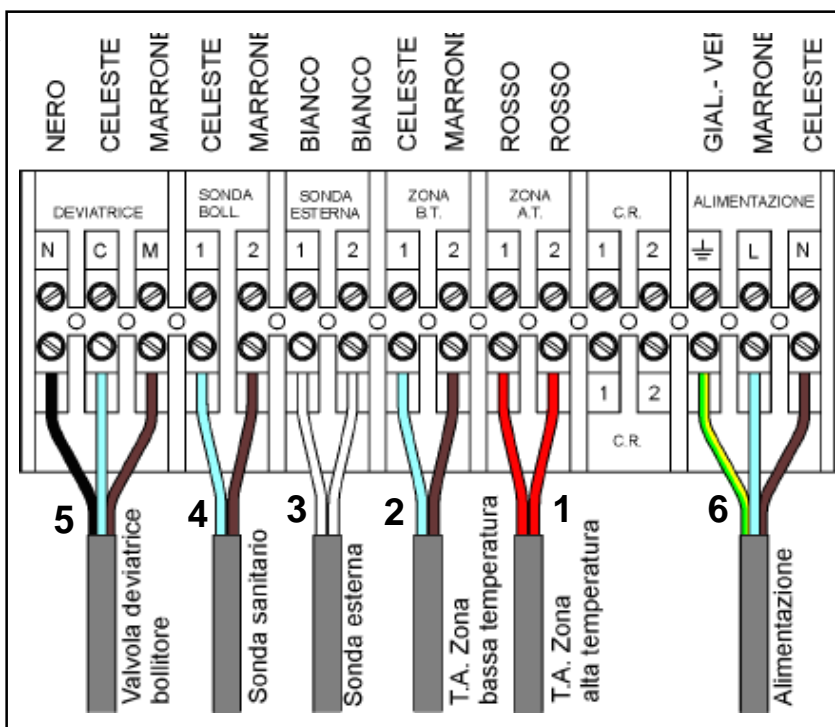 NERO
CELESTE
MARRONE
CELESTE
MARRONE
BIANCO
BIANCO
CELESTE
MARRONE
ROSSO
ROSSO
GIAL.- VER
MARRONE
CELESTE
DEVIATRICE
SONDA
BOLL.
SONDA
ESTERNA
ZONA
B.T.
ZONA
A.T.
C.R.
ALIMENTAZIONE
N C M 1 2 1 2 1 2 1 2 1 2 L N
1 2
C.R.
5 4 3 2 1 6
Valvola deviatrice
bollitore
Sonda sanitario
Sonda esterna
T.A. Zona
bassa temperatura
T.A. Zona
alta temperatura
Alimentazione